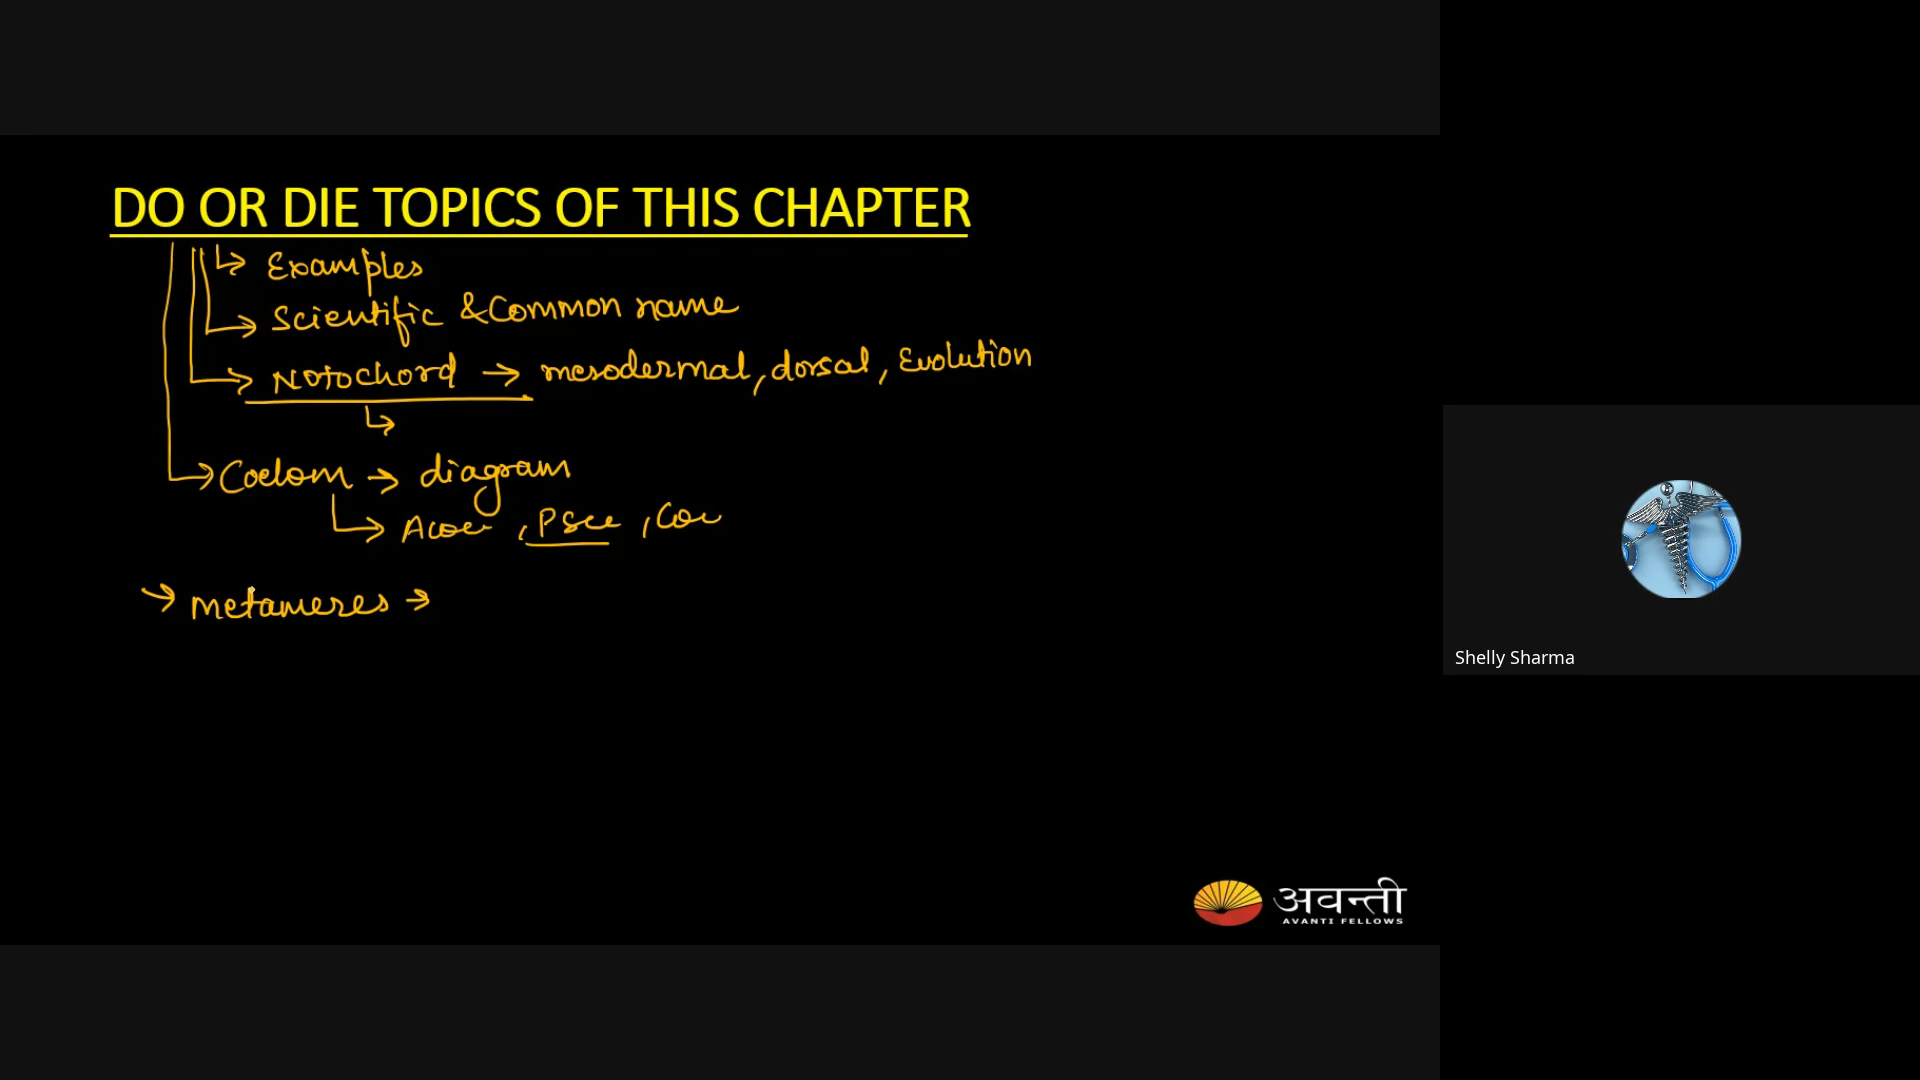 DO OR DIE TOPICS OF THIS CHAPTER
↳ Examples
→ Scientific & Common name
→ Notochord → mesodermal, dorsal, Evolution
↳
→ Coelom → diagram
↳ Acoe , Psce , Coe
→ metameres →
Shelly Sharma
अवन्ती
AVANTI FELLOWS